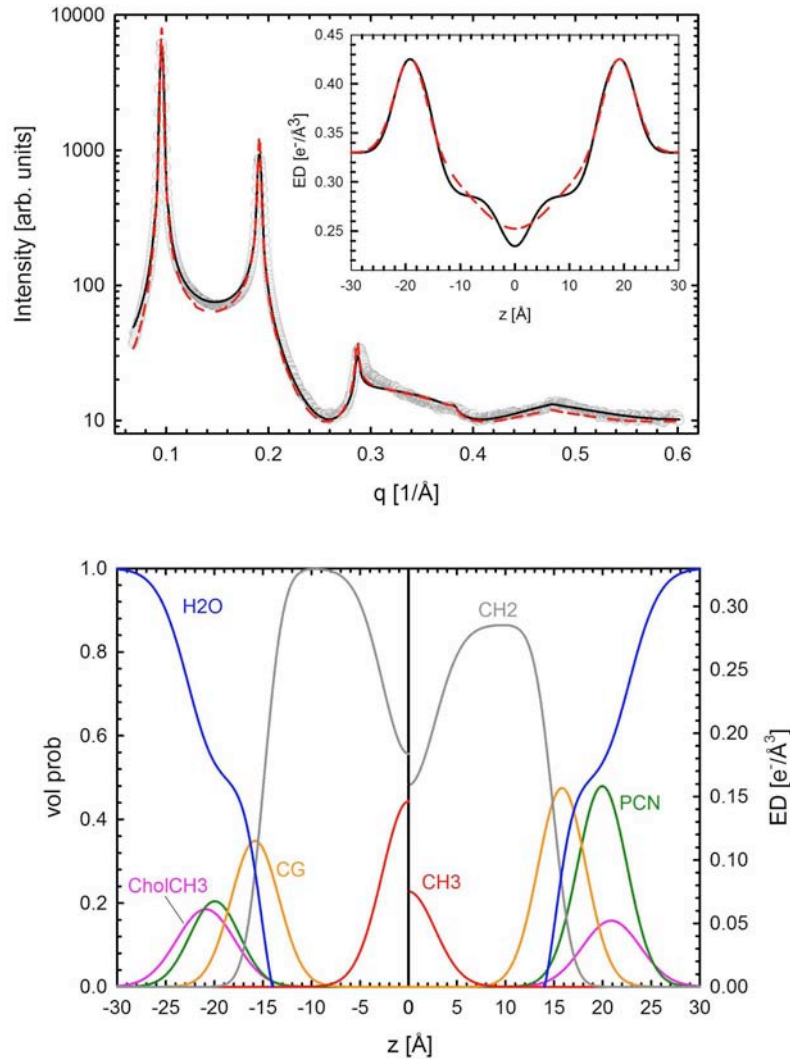 10000
1000
100
10
Intensity [arb. units]
0.1 0.2 0.3 0.4 0.5 0.6
q [1/Å]
0.45
0.40
0.35
0.30
0.25
ED [e⁻/Å³]
-30 -20 -10 0 10 20 30
z [Å]
1.0
0.8
0.6
0.4
0.2
0.0
vol prob
H2O
CH2
CholCH3
CG
CH3
PCN
0.30
0.25
0.20
0.15
0.10
0.05
0.00
ED [e⁻/Å³]
-30 -25 -20 -15 -10 -5 0 5 10 15 20 25 30
z [Å]